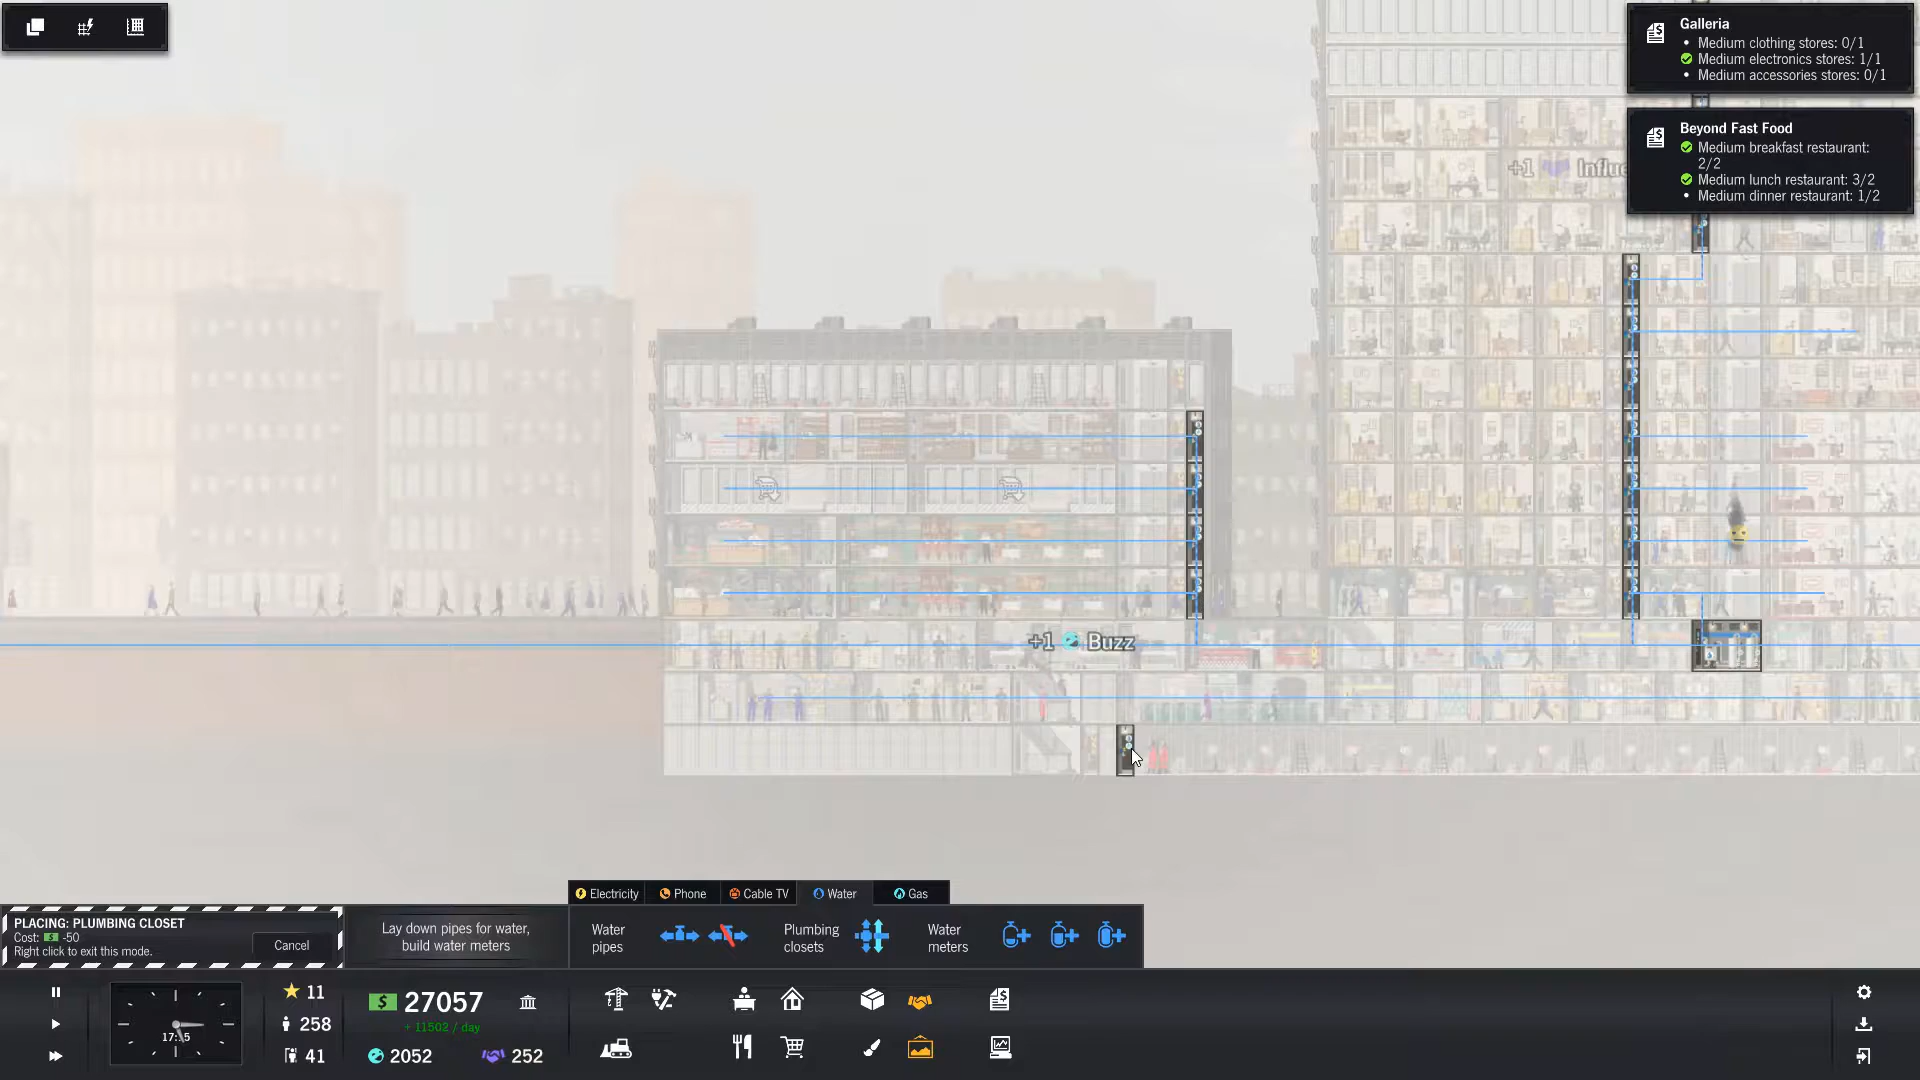 Galleria
• Medium clothing stores: 0/1
Medium electronics stores: 1/1
• Medium accessories stores: 0/1
Beyond Fast Food
Medium breakfast restaurant:
2/2
Medium lunch restaurant: 3/2
• Medium dinner restaurant: 1/2
+1 Influe
+1 Buzz
Electricity
Phone
Cable TV
Water
Gas
PLACING: PLUMBING CLOSET
Cost: $ -50
Right click to exit this mode.
Cancel
Lay down pipes for water,
build water meters
Water
pipes
Plumbing
closets
Water
meters
11
258
41
$ 27057
+ 11502 / day
2052
252